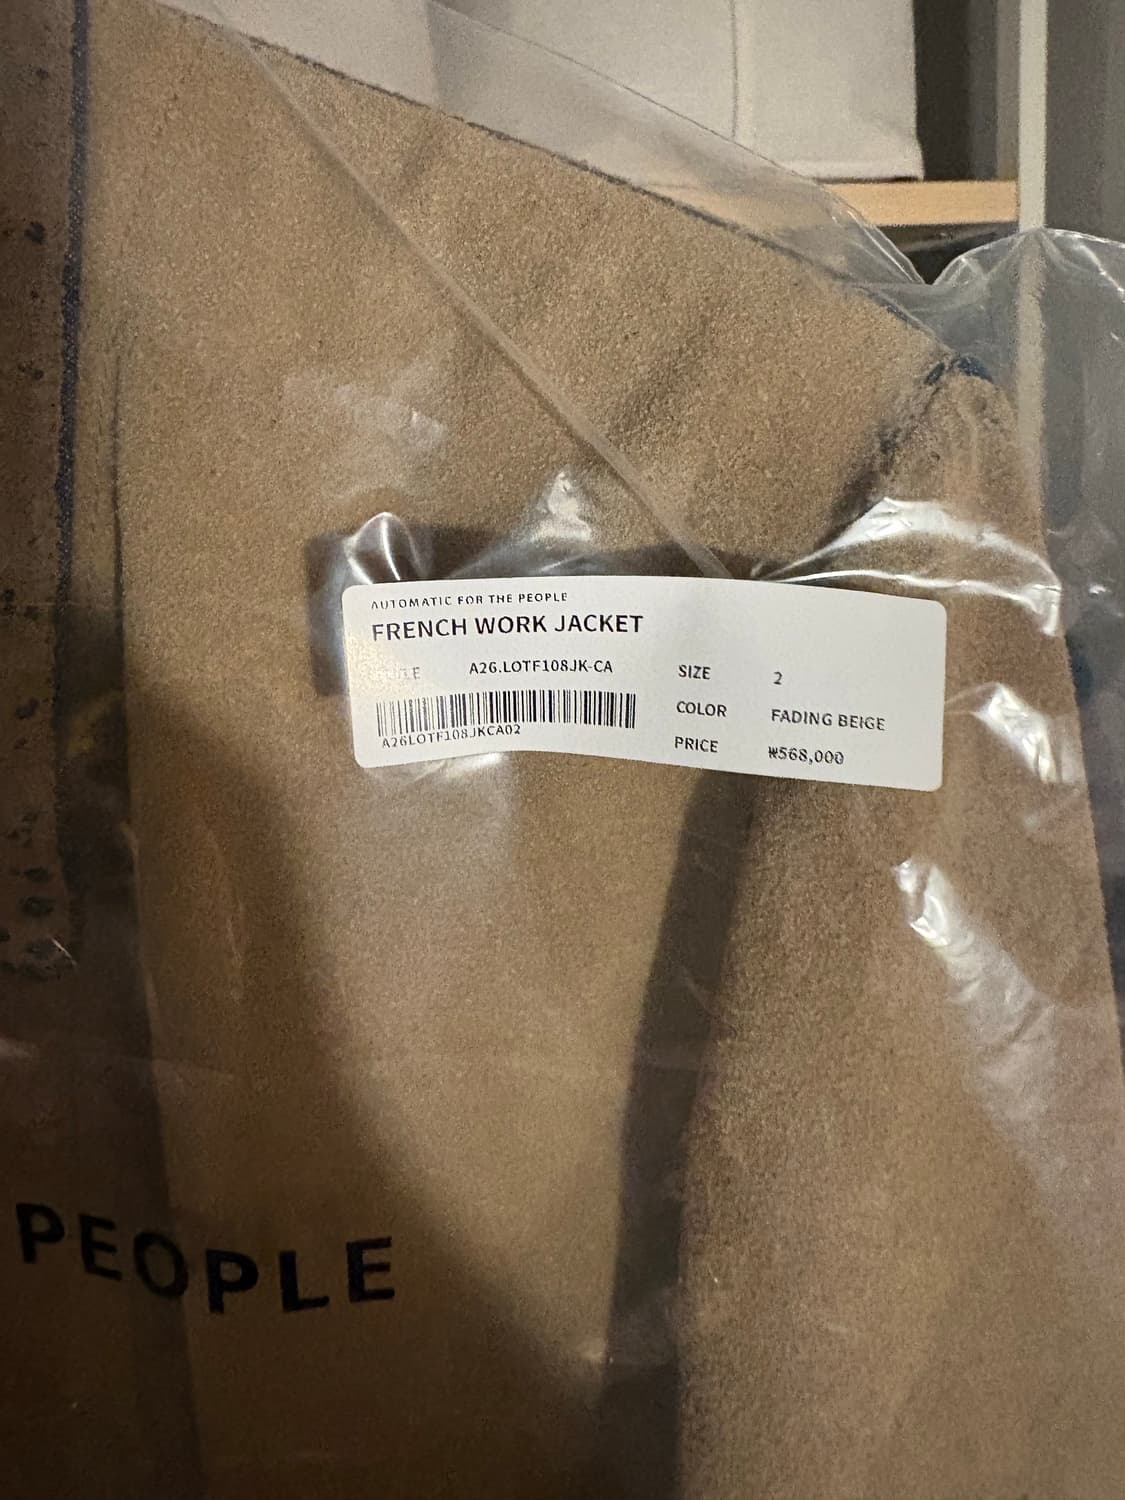 AUTOMATIC FOR THE PEOPLE
FRENCH WORK JACKET
A26.LOTF108JK-CA
A26LOTF108JKCA02
SIZE 2
COLOR FADING BEIGE
PRICE ₩568,000
PEOPLE